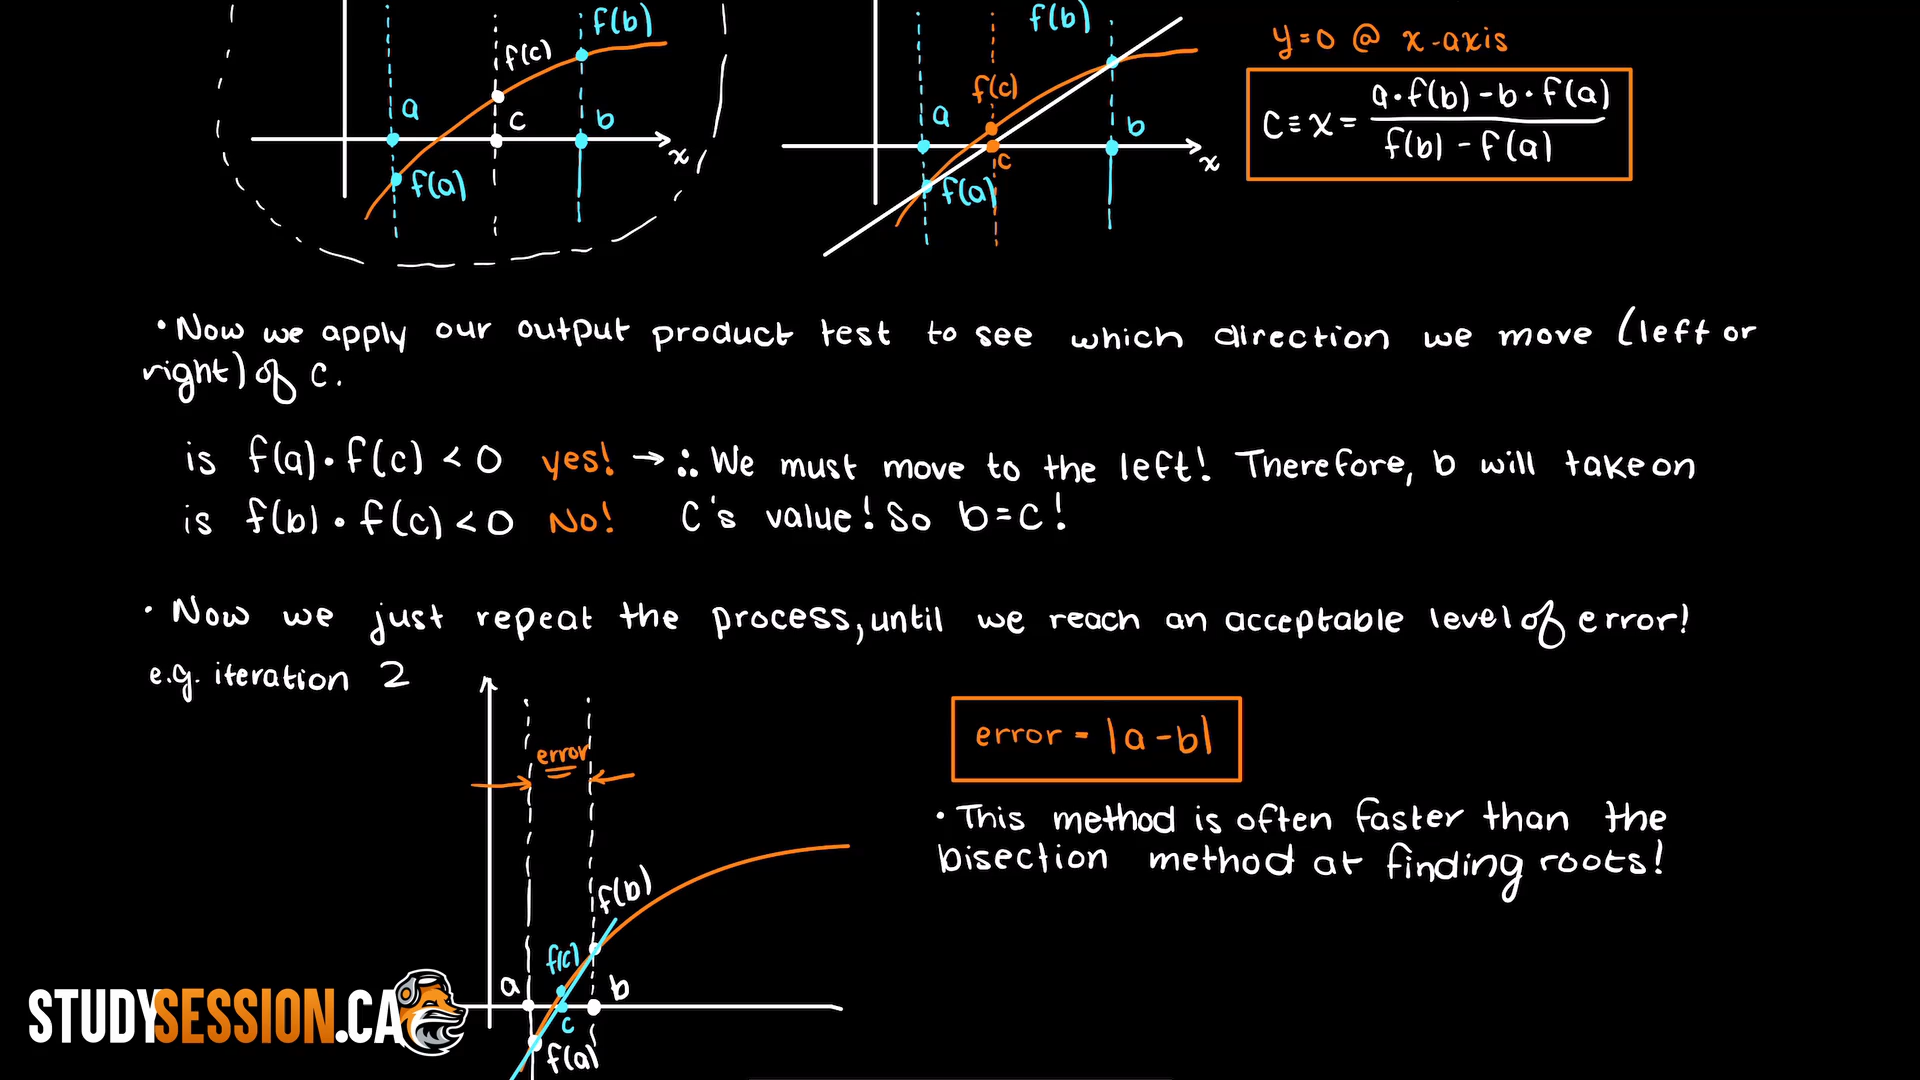 f(b)
f(c)
a
c
b
x
f(a)
f(b)
f(c)
a
b
c
x
f(a)
y=0 @ x-axis
c≡x= a·f(b)-b·f(a)
f(b)-f(a)
·Now we apply our output product test to see which direction we move (left or
right) of c.
is f(a)·f(c)<0 yes! →∴We must move to the left! Therefore, b will take on
is f(b)·f(c)<0 No! C's value! So b=c!
· Now we just repeat the process, until we reach an acceptable level of error!
e.g. iteration 2
error
error = |a-b|
·This method is often faster than the
bisection method at finding roots!
f(b)
f(c)
a
b
c
f(a)
STUDYSESSION.CA